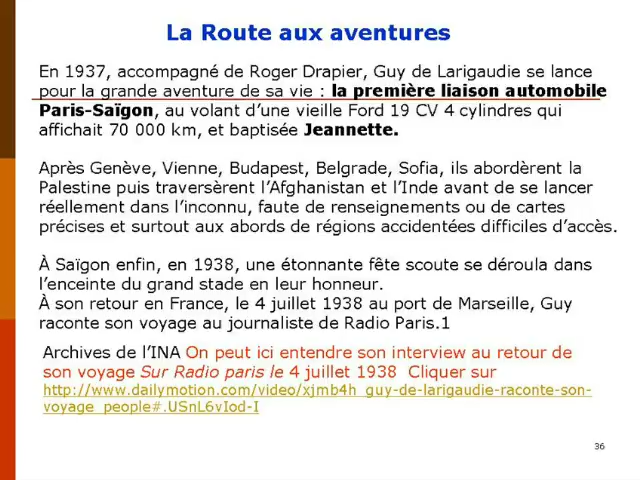 La Route aux aventures
En 1937, accompagné de Roger Drapier, Guy de Larigaudie se lance
pour la grande aventure de sa vie : la première liaison automobile
Paris-Saïgon, au volant d'une vieille Ford 19 CV 4 cylindres qui
affichait 70 000 km, et baptisée Jeannette.
Après Genève, Vienne, Budapest, Belgrade, Sofia, ils abordèrent la
Palestine puis traversèrent l'Afghanistan et l'Inde avant de se lancer
réellement dans l'inconnu, faute de renseignements ou de cartes
précises et surtout aux abords de régions accidentées difficiles d'accès.
À Saïgon enfin, en 1938, une étonnante fête scoute se déroula dans
l'enceinte du grand stade en leur honneur.
À son retour en France, le 4 juillet 1938 au port de Marseille, Guy
raconte son voyage au journaliste de Radio Paris.1
Archives de l'INA On peut ici entendre son interview au retour de
son voyage Sur Radio paris le 4 juillet 1938 Cliquer sur
http://www.dailymotion.com/video/xjmb4h_guy-de-larigaudie-raconte-son-
voyage_people#.USnL6vIod-I
36